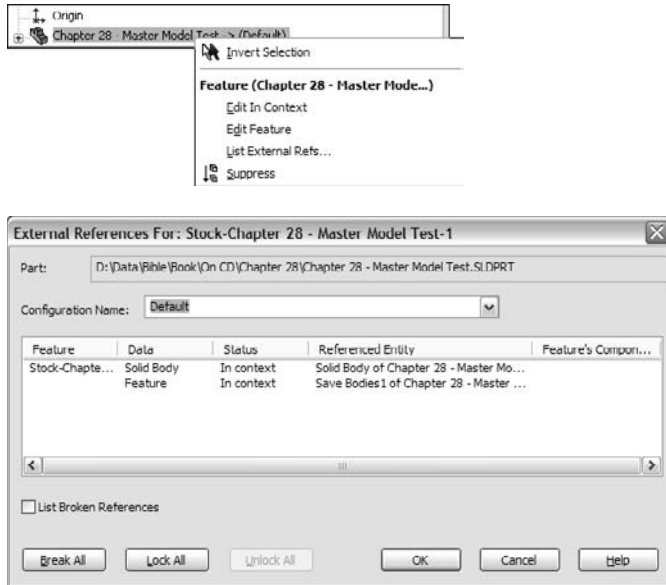 Origin
Chapter 28 - Master Model Test -> (Default)
Invert Selection
Feature (Chapter 28 - Master Mode...)
Edit In Context
Edit Feature
List External Refs...
Suppress
External References For: Stock-Chapter 28 - Master Model Test-1
Part: D:\Data\Bible\Book\On CD\Chapter 28\Chapter 28 - Master Model Test.SLDPRT
Configuration Name: Default
Feature Data Status Referenced Entity Feature's Compon...
Stock-Chapte... Solid Body In context Solid Body of Chapter 28 - Master Mo...
Feature In context Save Bodies1 of Chapter 28 - Master ...
List Broken References
Break All Lock All Unlock All OK Cancel Help